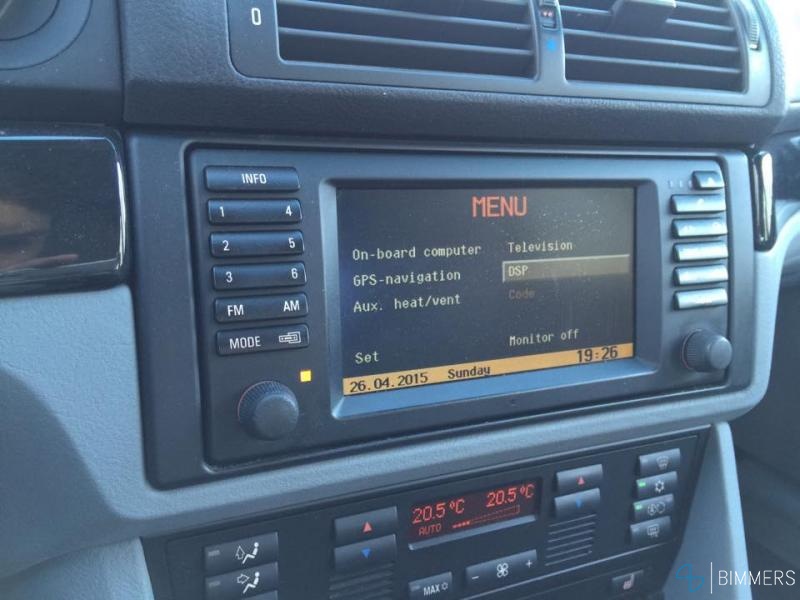 0
INFO
1 4
2 5
3 6
FM AM
MODE
MENU
On-board computer Television
GPS-navigation DSP
Aux. heat/vent Code
Set Monitor off
26.04.2015 Sunday 19:26
20.5°C 20.5°C
AUTO
MAX
- +
BIMMERS